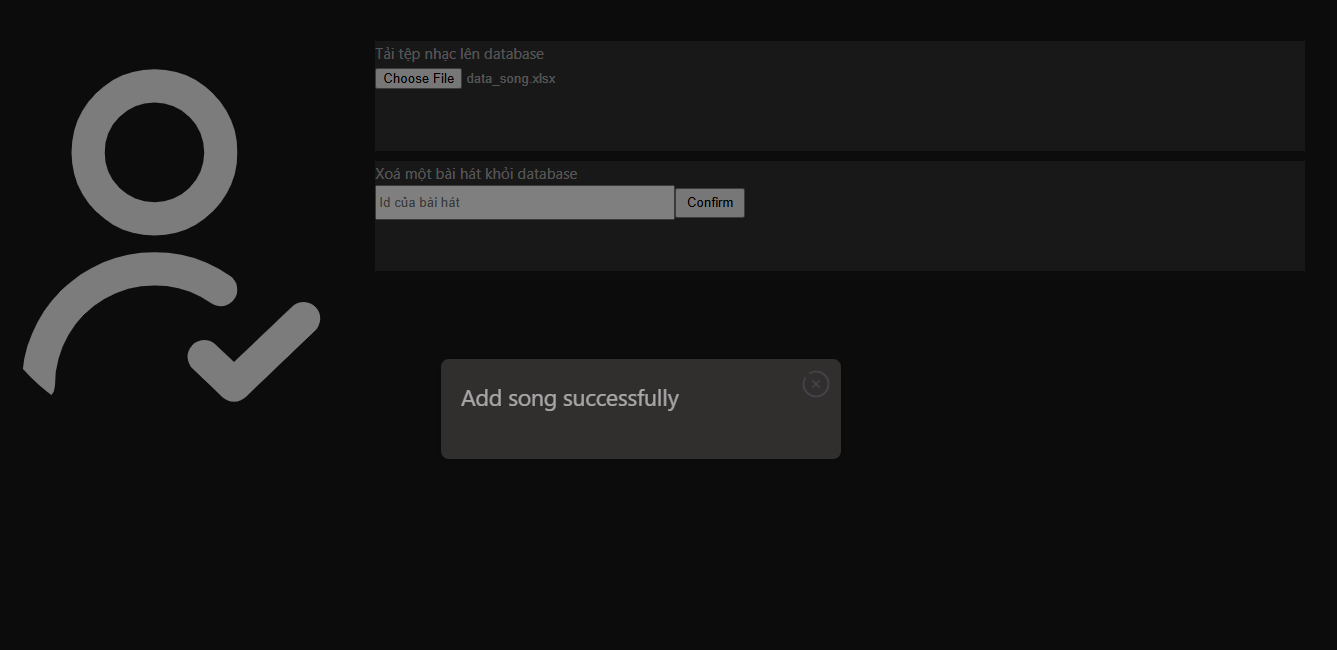 Tải tệp nhạc lên database
Choose File data_song.xlsx
Xoá một bài hát khỏi database
Id của bài hát Confirm
Add song successfully